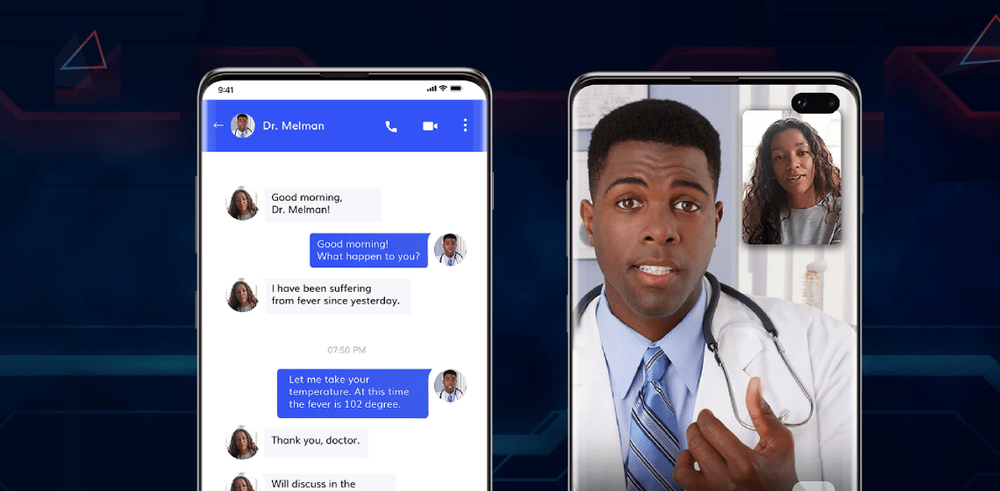 9:41
Dr. Melman
Good morning,
Dr. Melman!
Good morning!
What happen to you?
I have been suffering
from fever since yesterday.
07:50 PM
Let me take your
temperature. At this time
the fever is 102 degree.
Thank you, doctor.
Will discuss in the